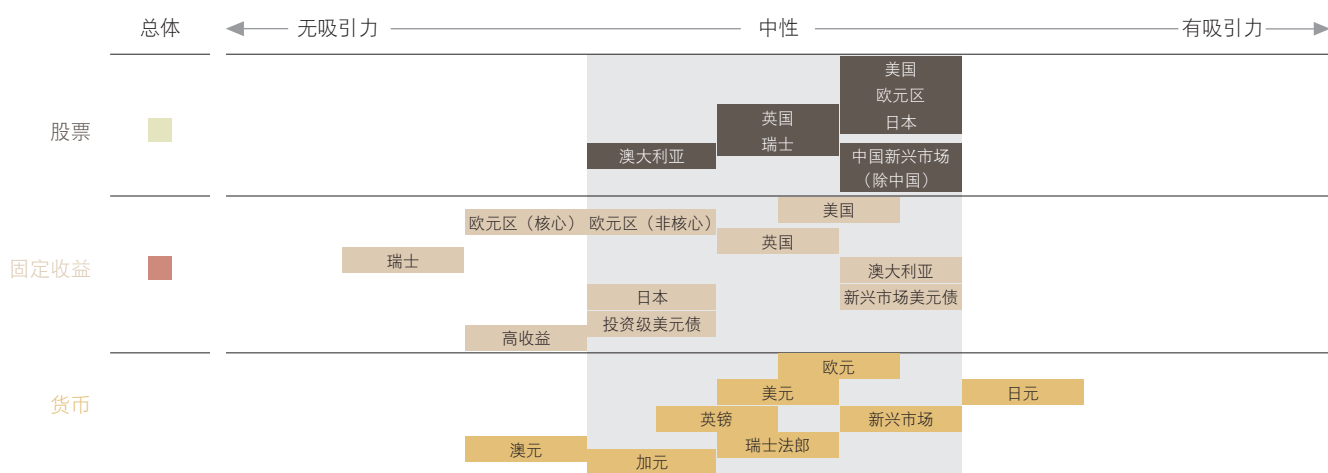 总体
无吸引力
中性
有吸引力
股票
美国
欧元区
日本
英国
瑞士
澳大利亚
中国新兴市场
（除中国）
固定收益
美国
欧元区（核心）
欧元区（非核心）
英国
瑞士
澳大利亚
日本
新兴市场美元债
投资级美元债
高收益
货币
欧元
美元
日元
英镑
新兴市场
瑞士法郎
澳元
加元